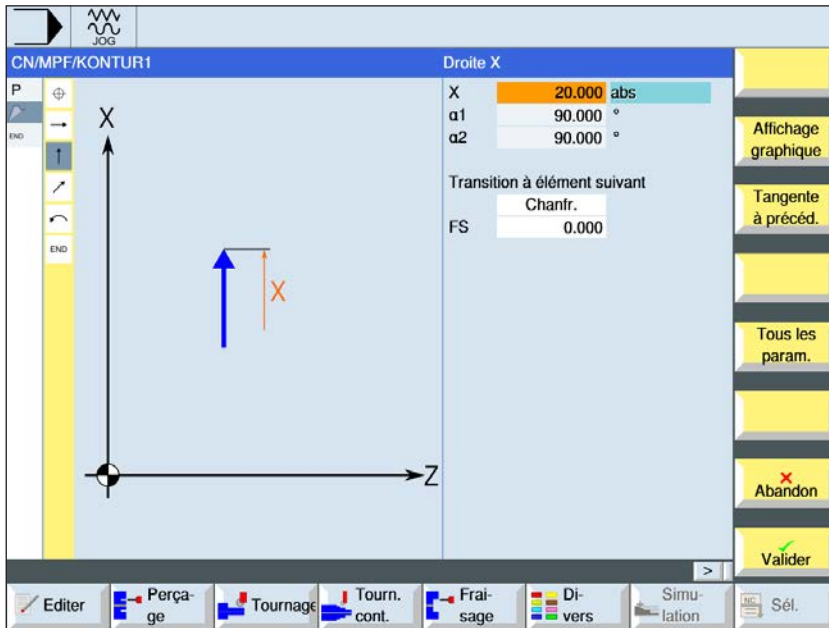 JOG
CN/MPF/KONTUR1
Droite X
P
END
END
X
Z
X
X 20.000 abs
α1 90.000 °
α2 90.000 °
Transition à élément suivant
Chanfr.
FS 0.000
Affichage
graphique
Tangente
à précéd.
Tous les
param.
Abandon
Valider
>
Editer
Perça-
ge
Tournage
Tourn.
cont.
Frai-
sage
Di-
vers
Simu-
lation
NC
Sél.